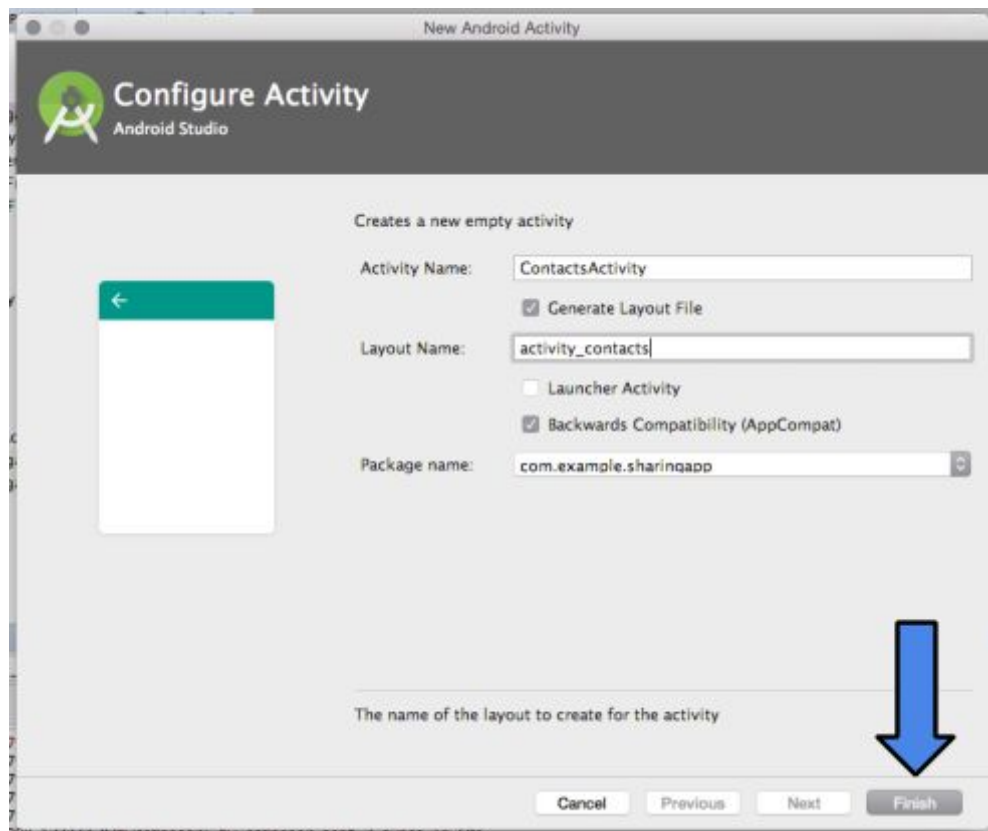 New Android Activity
Configure Activity
Android Studio
Creates a new empty activity
Activity Name: ContactsActivity
Generate Layout File
Layout Name: activity_contacts
Launcher Activity
Backwards Compatibility (AppCompat)
Package name: com.example.sharingapp
The name of the layout to create for the activity
Cancel Previous Next Finish